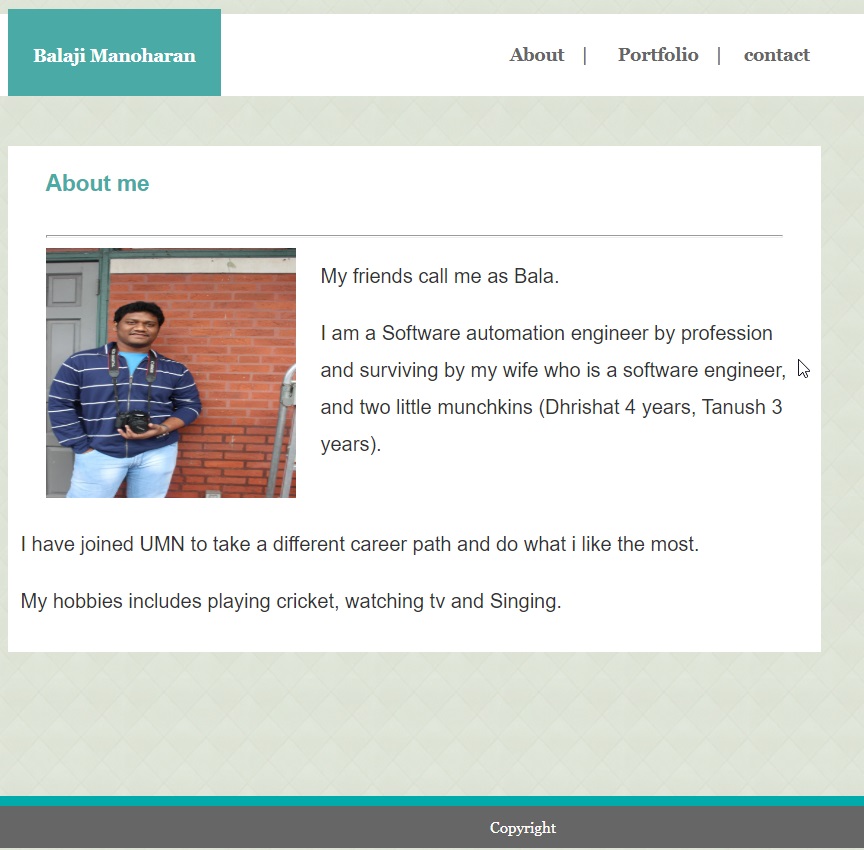 Balaji Manoharan
About | Portfolio | contact
About me
My friends call me as Bala.
I am a Software automation engineer by profession
and surviving by my wife who is a software engineer,
and two little munchkins (Dhrishat 4 years, Tanush 3
years).
I have joined UMN to take a different career path and do what i like the most.
My hobbies includes playing cricket, watching tv and Singing.
Copyright